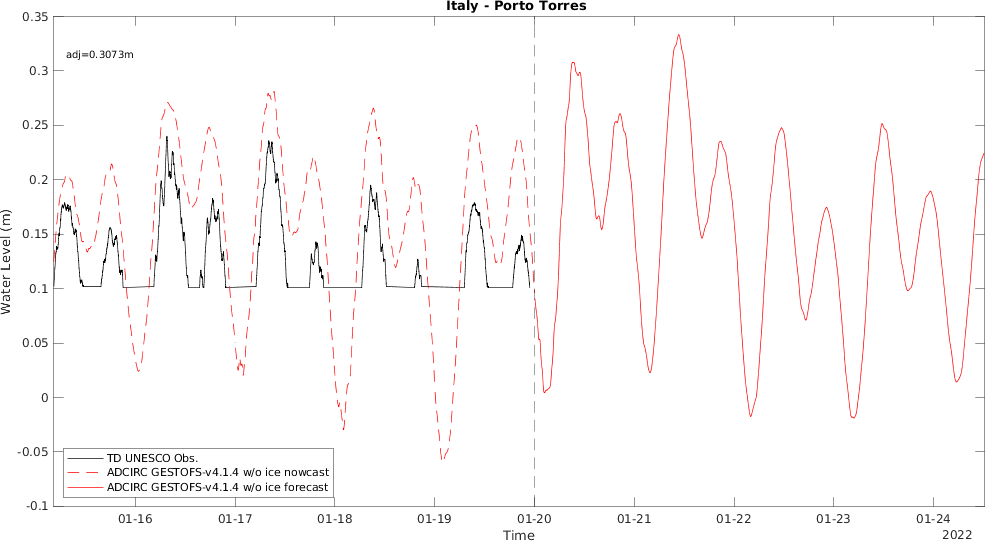 Italy - Porto Torres
0.35
0.3
0.25
0.2
0.15
0.1
0.05
0
-0.05
-0.1
Water Level (m)
adj=0.3073m
TD UNESCO Obs.
ADCIRC GESTOFS-v4.1.4 w/o ice nowcast
ADCIRC GESTOFS-v4.1.4 w/o ice forecast
01-16 01-17 01-18 01-19 01-20 01-21 01-22 01-23 01-24
Time
2022